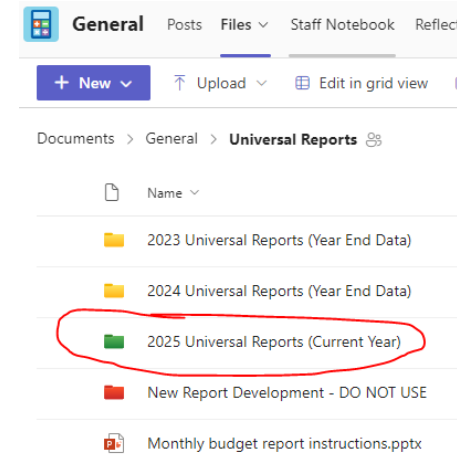 General Posts Files Staff Notebook Reflec
+ New Upload Edit in grid view
Documents > General > Universal Reports
Name
2023 Universal Reports (Year End Data)
2024 Universal Reports (Year End Data)
2025 Universal Reports (Current Year)
New Report Development - DO NOT USE
Monthly budget report instructions.pptx